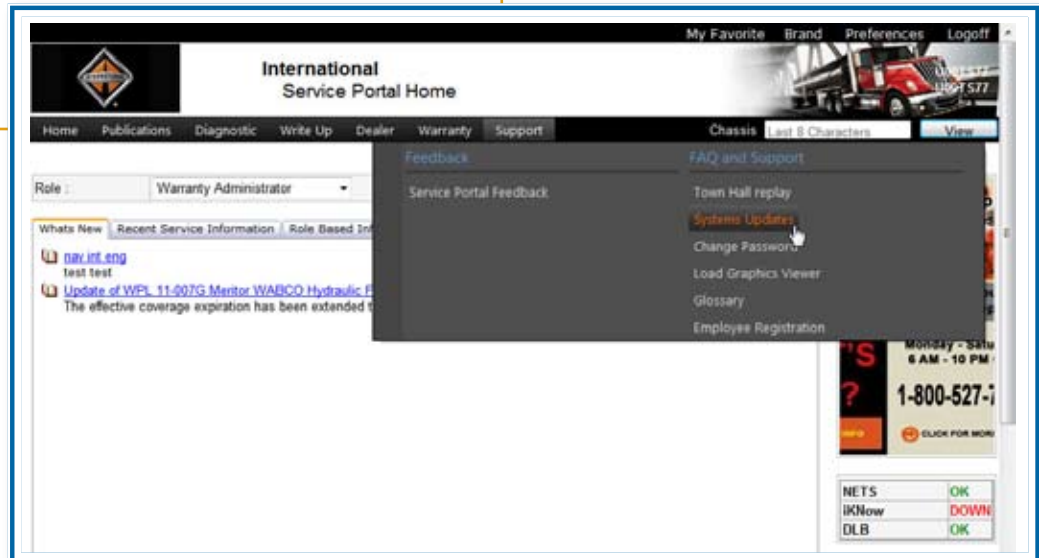 My Favorite Brand Preferences Logoff
International
Service Portal Home
Home Publications Diagnostic Write Up Dealer Warranty Support Chassis Last 8 Characters View
Feedback FAQ and Support
Role : Warranty Administrator
Service Portal Feedback Town Hall replay
Systems Updates
Whats New Recent Service Information Role Based
Change Password
nav int eng
test test
Load Graphics Viewer
Update of WPL 11-007G Meritor WABCO Hydraulic
The effective coverage expiration has been extended
Glossary
Employee Registration
Monday - Satu
6 AM - 10 PM
'S
?
1-800-527-7
CLICK FOR MORE
NETS OK
iKNow DOWN
DLB OK